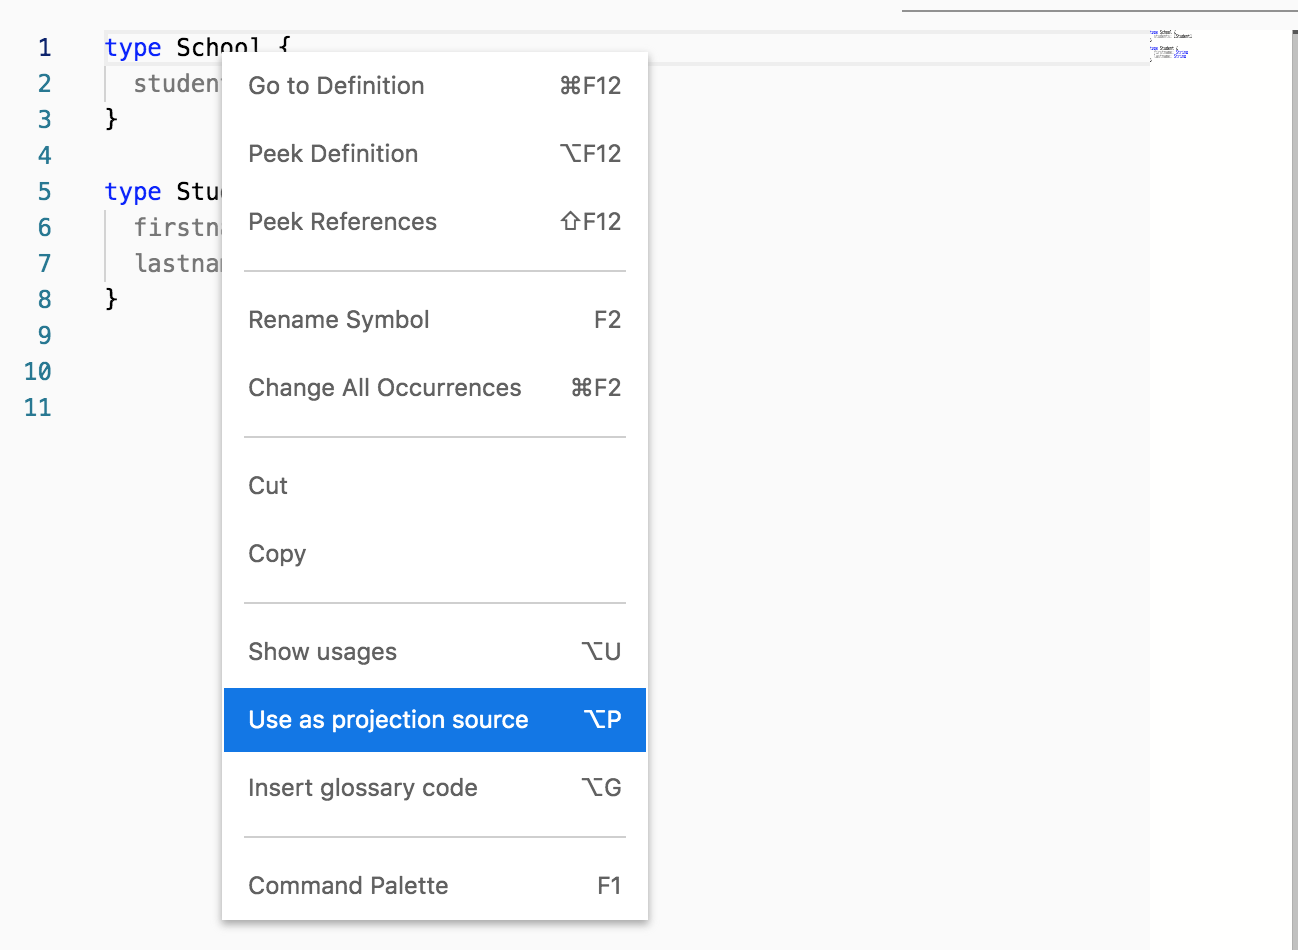 1 type School {
2 studen
3 }
4
5 type Stu
6 firstn
7 lastna
8 }
9
10
11
Go to Definition ⌘F12
Peek Definition ⌥F12
Peek References ⇧F12
Rename Symbol F2
Change All Occurrences ⌘F2
Cut
Copy
Show usages ⌥U
Use as projection source ⌥P
Insert glossary code ⌥G
Command Palette F1